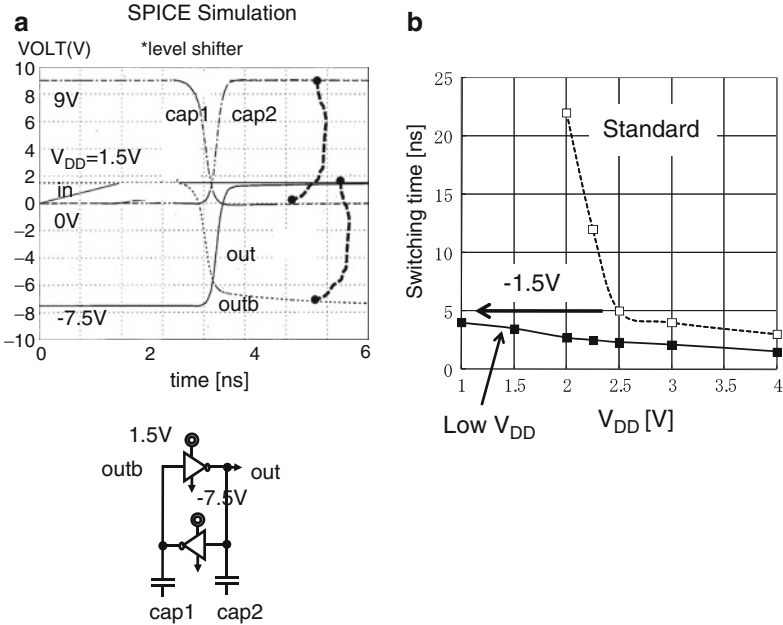 a
SPICE Simulation
VOLT(V)
*level shifter
10
8
6
4
2
0
−2
−4
−6
−8
−10
9V
cap1
cap2
V_DD=1.5V
in
0V
out
outb
-7.5V
0
2
4
6
time [ns]
1.5V
outb
out
-7.5V
cap1
cap2
b
Switching time [ns]
25
20
15
10
5
0
Standard
-1.5V
1
1.5
2
2.5
3
3.5
4
Low V_DD
V_DD [V]